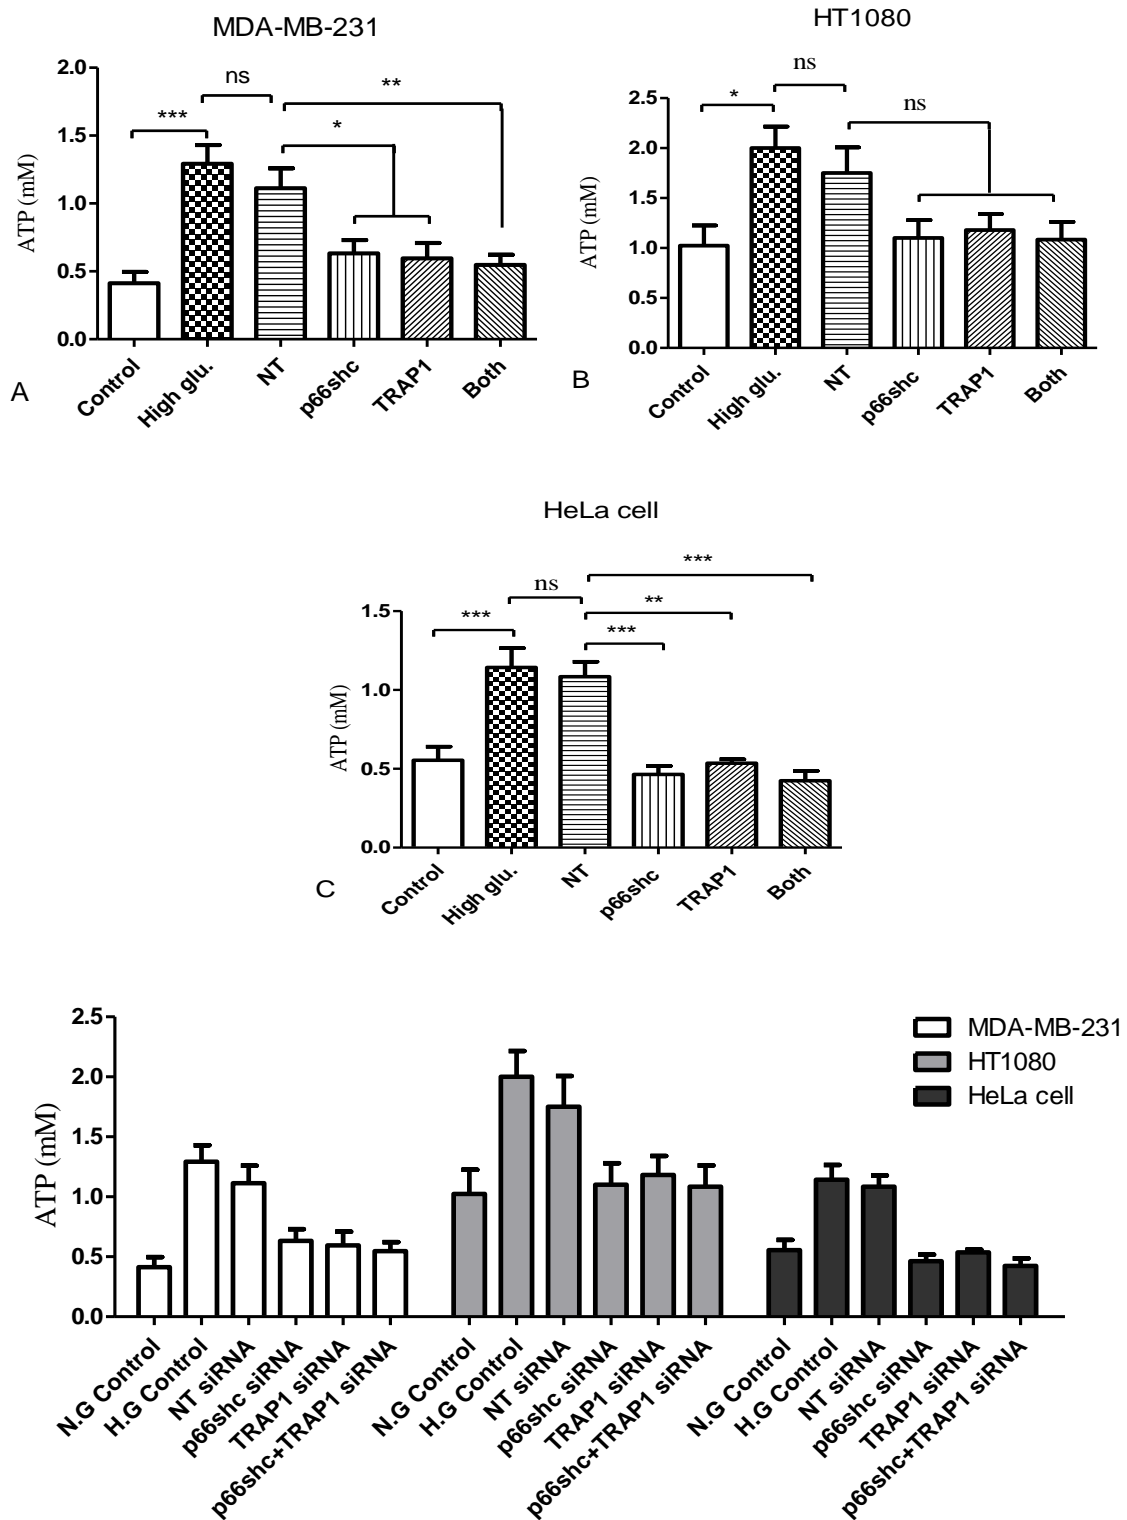 MDA-MB-231
ATP (mM)
2.0
1.5
1.0
0.5
0.0
***
ns
*
**
Control
High glu.
NT
p66shc
TRAP1
Both
A
HT1080
ATP (mM)
2.5
2.0
1.5
1.0
0.5
0.0
*
ns
ns
Control
High glu.
NT
p66shc
TRAP1
Both
B
HeLa cell
ATP (mM)
1.5
1.0
0.5
0.0
***
ns
***
**
***
Control
High glu.
NT
p66shc
TRAP1
Both
C
ATP (mM)
2.5
2.0
1.5
1.0
0.5
0.0
MDA-MB-231
HT1080
HeLa cell
N.G Control
H.G Control
NT siRNA
p66shc siRNA
TRAP1 siRNA
p66shc+TRAP1 siRNA
N.G Control
H.G Control
NT siRNA
p66shc siRNA
TRAP1 siRNA
p66shc+TRAP1 siRNA
N.G Control
H.G Control
NT siRNA
p66shc siRNA
TRAP1 siRNA
p66shc+TRAP1 siRNA